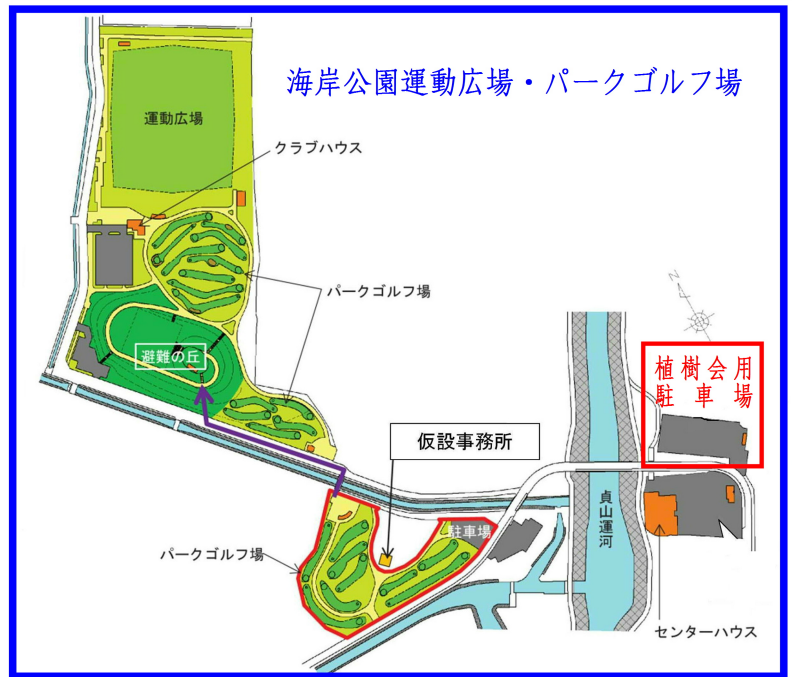 海岸公園運動広場・パークゴルフ場
運動広場
クラブハウス
パークゴルフ場
避難の丘
N
植樹会用
駐車場
仮設事務所
貞山運河
駐車場
パークゴルフ場
センターハウス